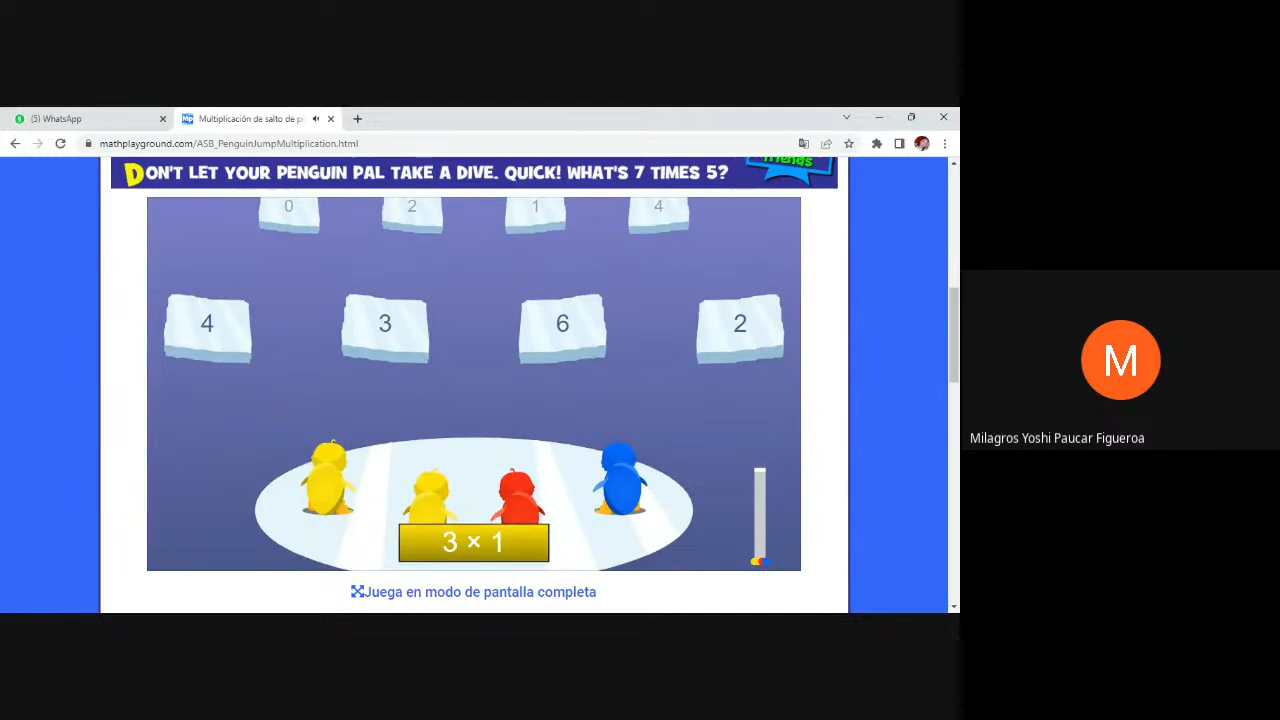 (5) WhatsApp
Multiplicación de salto de pi
mathplayground.com/ASB_PenguinJumpMultiplication.html
friends
DON'T LET YOUR PENGUIN PAL TAKE A DIVE. QUICK! WHAT'S 7 TIMES 5?
0 2 1 4
4 3 6 2
3 × 1
Juega en modo de pantalla completa
M
Milagros Yoshi Paucar Figueroa